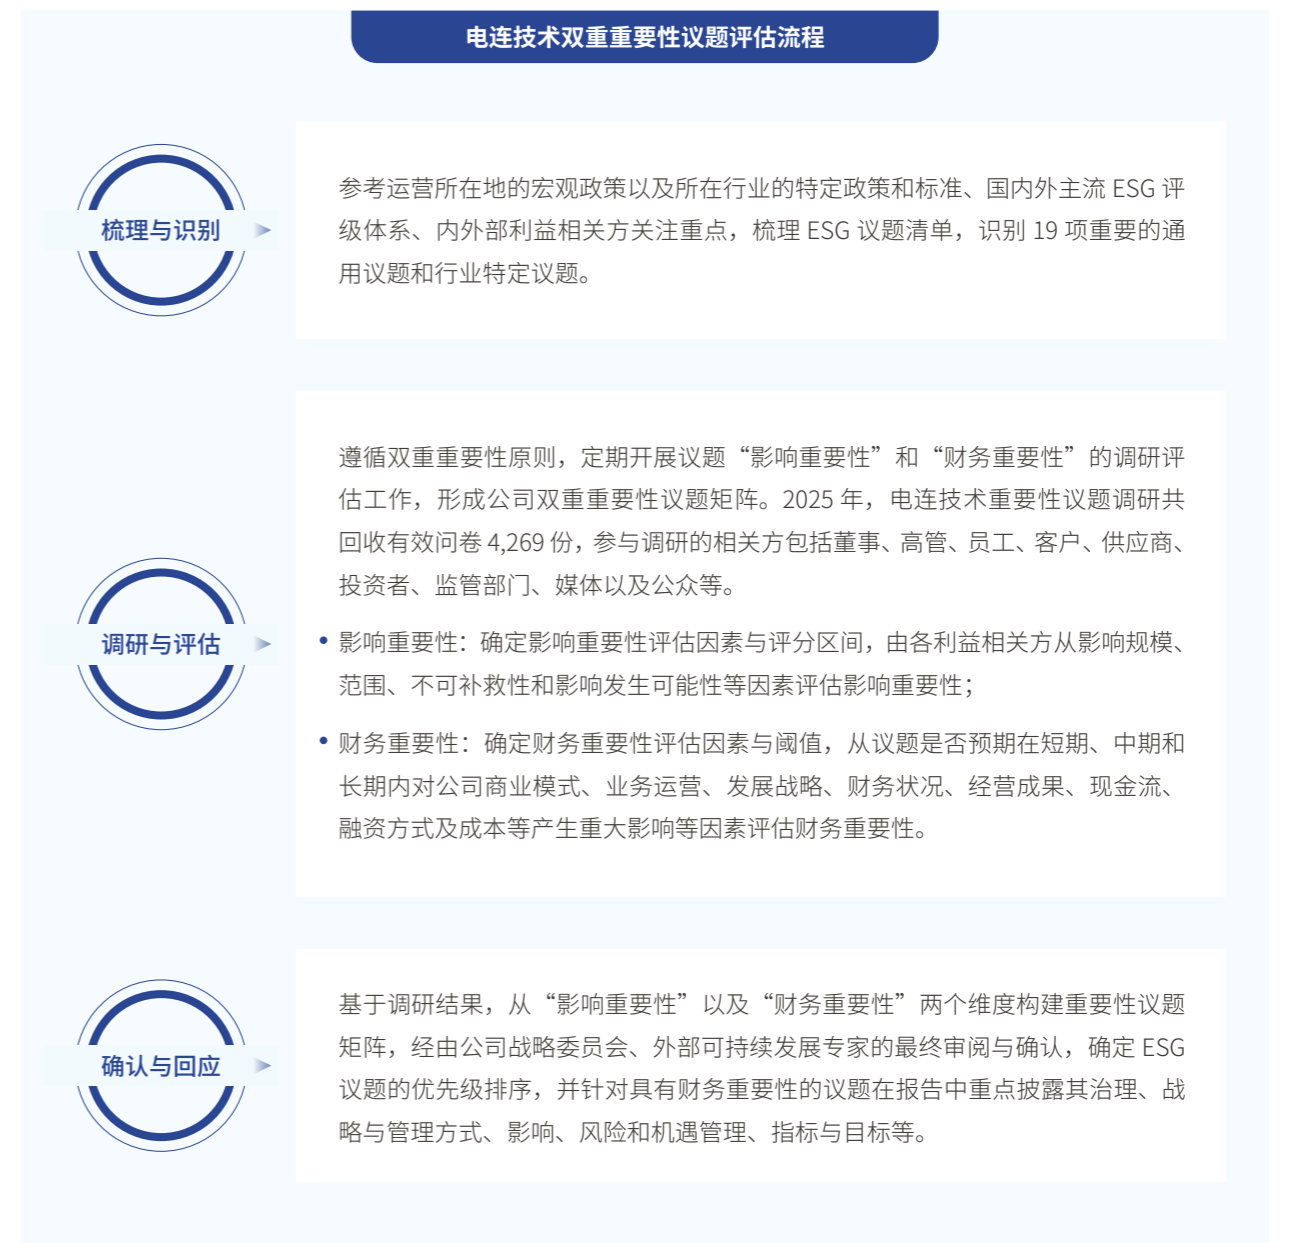 电连技术双重重要性议题评估流程
梳理与识别
参考运营所在地的宏观政策以及所在行业的特定政策和标准、国内外主流 ESG 评
级体系、内外部利益相关方关注重点，梳理 ESG 议题清单，识别 19 项重要的通
用议题和行业特定议题。
调研与评估
遵循双重重要性原则，定期开展议题“影响重要性”和“财务重要性”的调研评
估工作，形成公司双重重要性议题矩阵。2025 年，电连技术重要性议题调研共
回收有效问卷 4,269 份，参与调研的相关方包括董事、高管、员工、客户、供应商、
投资者、监管部门、媒体以及公众等。
• 影响重要性：确定影响重要性评估因素与评分区间，由各利益相关方从影响规模、
范围、不可补救性和影响发生可能性等因素评估影响重要性；
• 财务重要性：确定财务重要性评估因素与阈值，从议题是否预期在短期、中期和
长期内对公司商业模式、业务运营、发展战略、财务状况、经营成果、现金流、
融资方式及成本等产生重大影响等因素评估财务重要性。
确认与回应
基于调研结果，从“影响重要性”以及“财务重要性”两个维度构建重要性议题
矩阵，经由公司战略委员会、外部可持续发展专家的最终审阅与确认，确定 ESG
议题的优先级排序，并针对具有财务重要性的议题在报告中重点披露其治理、战
略与管理方式、影响、风险和机遇管理、指标与目标等。